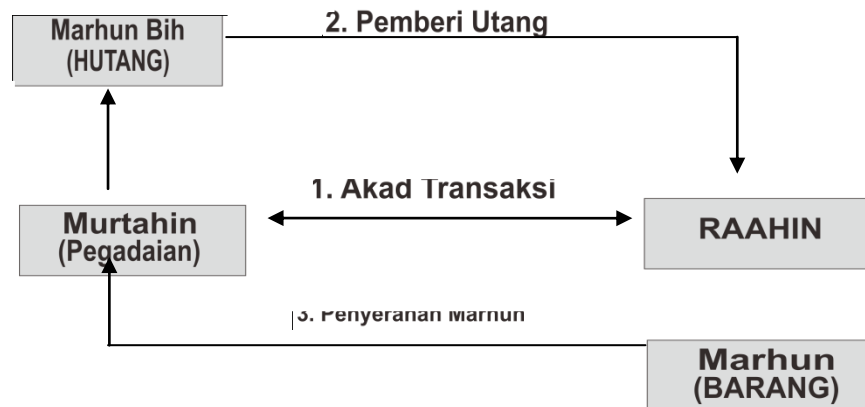 Marhun Bih
(HUTANG)
2. Pemberi Utang
1. Akad Transaksi
Murtahin
(Pegadaian)
RAAHIN
3. Penyerahan Marhun
Marhun
(BARANG)